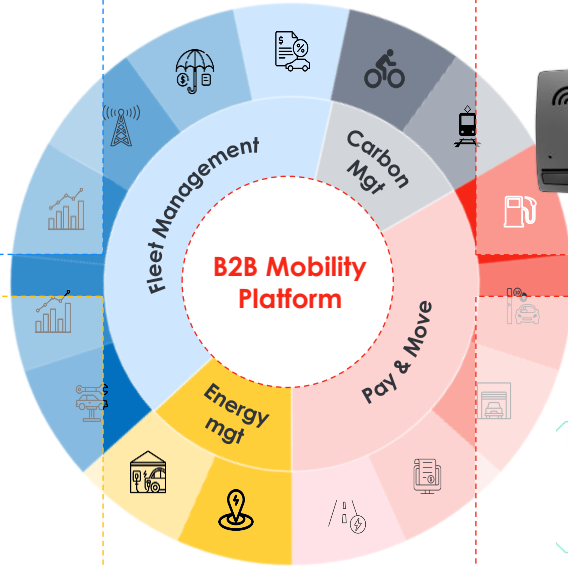 B2B Mobility
Platform
Fleet Management
Carbon
Mgt
Pay & Move
Energy
mgt